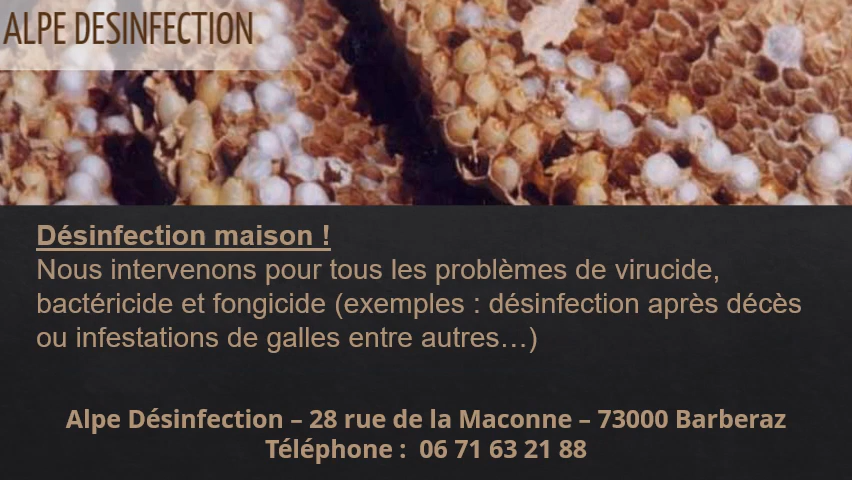 ALPE DESINFECTION
Désinfection maison !
Nous intervenons pour tous les problèmes de virucide,
bactéricide et fongicide (exemples : désinfection après décès
ou infestations de galles entre autres…)
Alpe Désinfection – 28 rue de la Maconne – 73000 Barberaz
Téléphone :  06 71 63 21 88